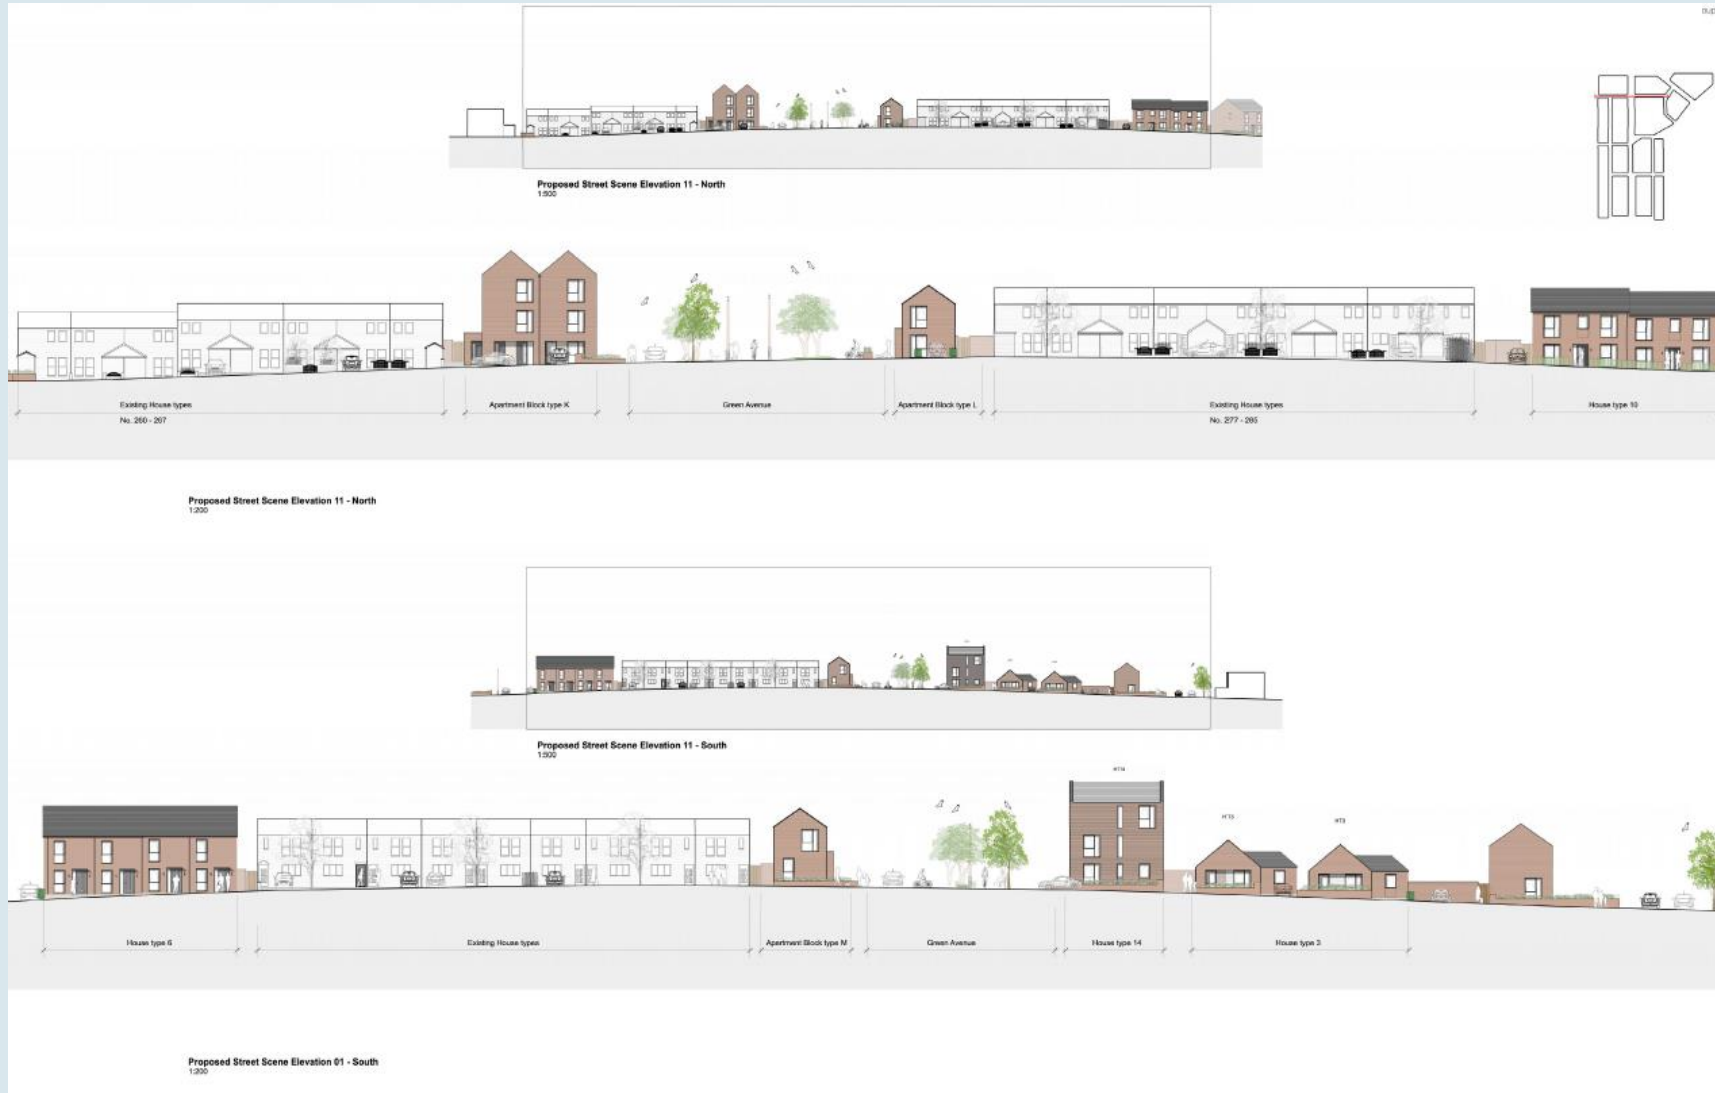 Proposed Street Scene Elevation 11 - North
1:500
Existing House types
No. 260 - 267
Apartment Block type K
Green Avenue
Apartment Block type L
Existing House types
No. 277 - 285
House type 10
Proposed Street Scene Elevation 11 - North
1:200
Proposed Street Scene Elevation 11 - South
1:500
HT14
HT3
HT3
House type 6
Existing House types
Apartment Block type M
Green Avenue
House type 14
House type 3
Proposed Street Scene Elevation 01 - South
1:200